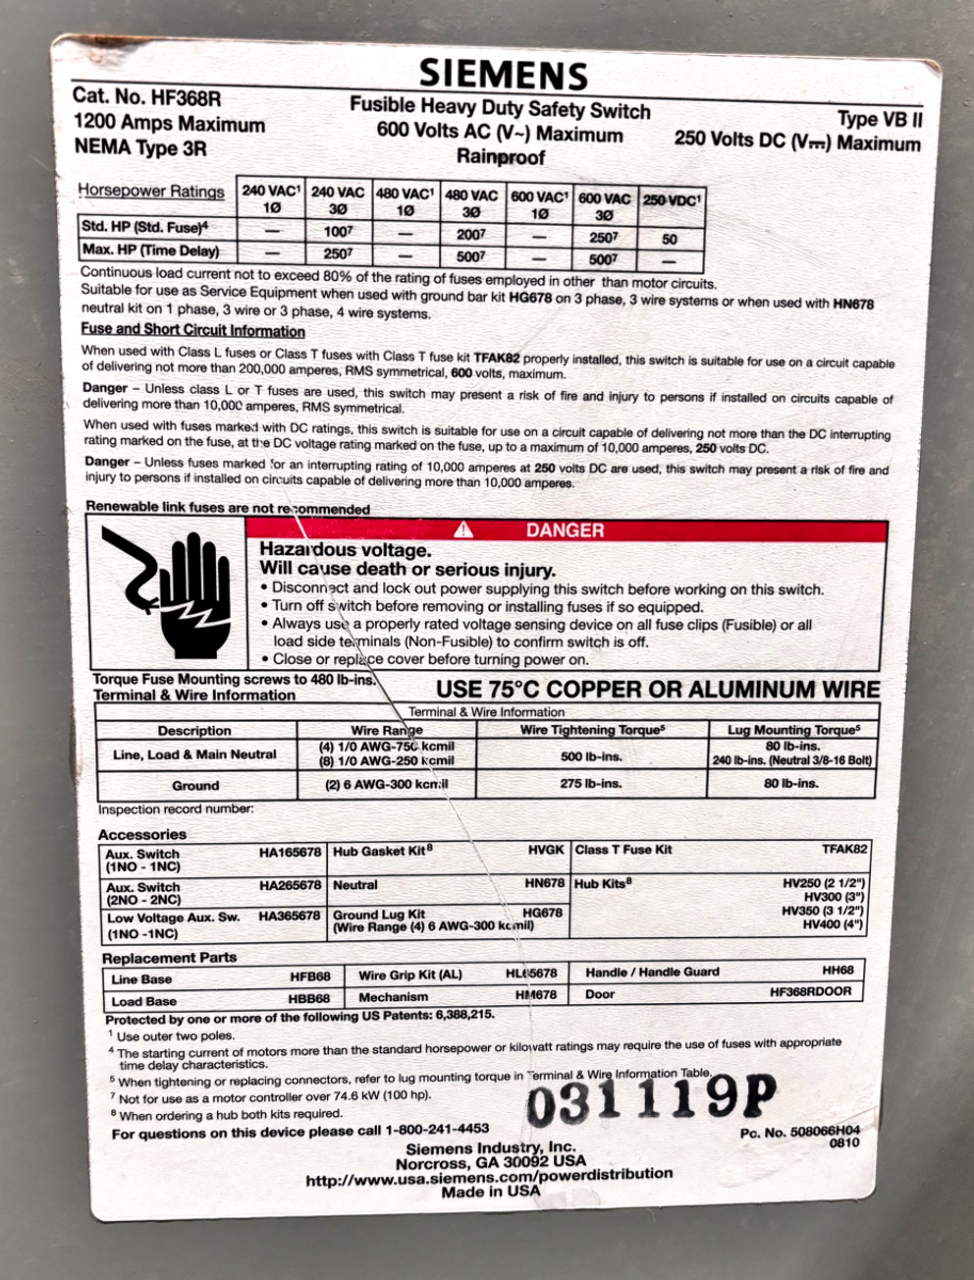 SIEMENS
Cat. No. HF368R
1200 Amps Maximum
NEMA Type 3R
Fusible Heavy Duty Safety Switch
600 Volts AC (V~) Maximum
Rainproof
Type VB II
250 Volts DC (V⎓) Maximum
Horsepower Ratings 240 VAC¹ 1Ø 240 VAC 3Ø 480 VAC¹ 1Ø 480 VAC 3Ø 600 VAC¹ 1Ø 600 VAC 3Ø 250 VDC¹
Std. HP (Std. Fuse)⁴ — 100⁷ — 200⁷ — 250⁷ 50
Max. HP (Time Delay) — 250⁷ — 500⁷ — 500⁷ —
Continuous load current not to exceed 80% of the rating of fuses employed in other than motor circuits.
Suitable for use as Service Equipment when used with ground bar kit HG678 on 3 phase, 3 wire systems or when used with HN678
neutral kit on 1 phase, 3 wire or 3 phase, 4 wire systems.
Fuse and Short Circuit Information
When used with Class L fuses or Class T fuses with Class T fuse kit TFAK82 properly installed, this switch is suitable for use on a circuit capable
of delivering not more than 200,000 amperes, RMS symmetrical, 600 volts, maximum.
Danger – Unless class L or T fuses are used, this switch may present a risk of fire and injury to persons if installed on circuits capable of
delivering more than 10,000 amperes, RMS symmetrical.
When used with fuses marked with DC ratings, this switch is suitable for use on a circuit capable of delivering not more than the DC interrupting
rating marked on the fuse, at the DC voltage rating marked on the fuse, up to a maximum of 10,000 amperes, 250 volts DC.
Danger – Unless fuses marked for an interrupting rating of 10,000 amperes at 250 volts DC are used, this switch may present a risk of fire and
injury to persons if installed on circuits capable of delivering more than 10,000 amperes.
Renewable link fuses are not recommended
DANGER
Hazardous voltage.
Will cause death or serious injury.
• Disconnect and lock out power supplying this switch before working on this switch.
• Turn off switch before removing or installing fuses if so equipped.
• Always use a properly rated voltage sensing device on all fuse clips (Fusible) or all
load side terminals (Non-Fusible) to confirm switch is off.
• Close or replace cover before turning power on.
Torque Fuse Mounting screws to 480 lb-ins.
Terminal & Wire Information
USE 75°C COPPER OR ALUMINUM WIRE
Terminal & Wire Information
Description Wire Range Wire Tightening Torque⁵ Lug Mounting Torque⁵
Line, Load & Main Neutral (4) 1/0 AWG-750 kcmil (8) 1/0 AWG-250 kcmil 500 lb-ins. 80 lb-ins. 240 lb-ins. (Neutral 3/8-16 Bolt)
Ground (2) 6 AWG-300 kcmil 275 lb-ins. 80 lb-ins.
Inspection record number:
Accessories
Aux. Switch (1NO - 1NC) HA165678 Hub Gasket Kit⁸ HVGK Class T Fuse Kit TFAK82
Aux. Switch (2NO - 2NC) HA265678 Neutral HN678 Hub Kits⁸ HV250 (2 1/2")
HV300 (3")
HV350 (3 1/2")
HV400 (4")
Low Voltage Aux. Sw. (1NO -1NC) HA365678 Ground Lug Kit HG678
(Wire Range (4) 6 AWG-300 kcmil)
Replacement Parts
Line Base HFB68 Wire Grip Kit (AL) HL65678 Handle / Handle Guard HH68
Load Base HBB68 Mechanism HM678 Door HF368RDOOR
Protected by one or more of the following US Patents: 6,388,215.
¹ Use outer two poles.
⁴ The starting current of motors more than the standard horsepower or kilowatt ratings may require the use of fuses with appropriate
time delay characteristics.
⁵ When tightening or replacing connectors, refer to lug mounting torque in Terminal & Wire Information Table.
⁷ Not for use as a motor controller over 74.6 kW (100 hp).
⁸ When ordering a hub both kits required.
031119P
For questions on this device please call 1-800-241-4453
Pc. No. 508066H04
0810
Siemens Industry, Inc.
Norcross, GA 30092 USA
http://www.usa.siemens.com/powerdistribution
Made in USA